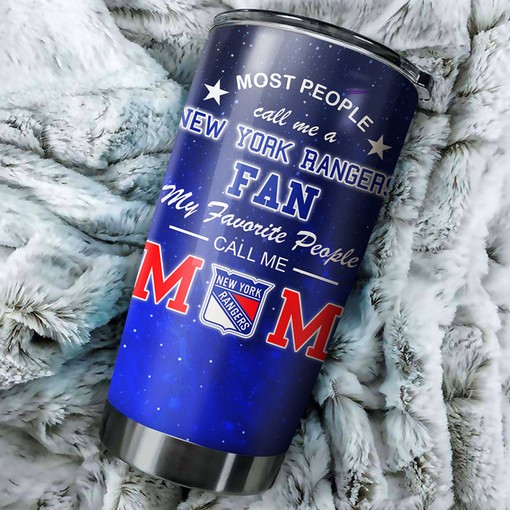 MOST PEOPLE
call me a
NEW YORK RANGERS
FAN
My Favorite People
CALL ME
M M
NEW YORK
RANGERS